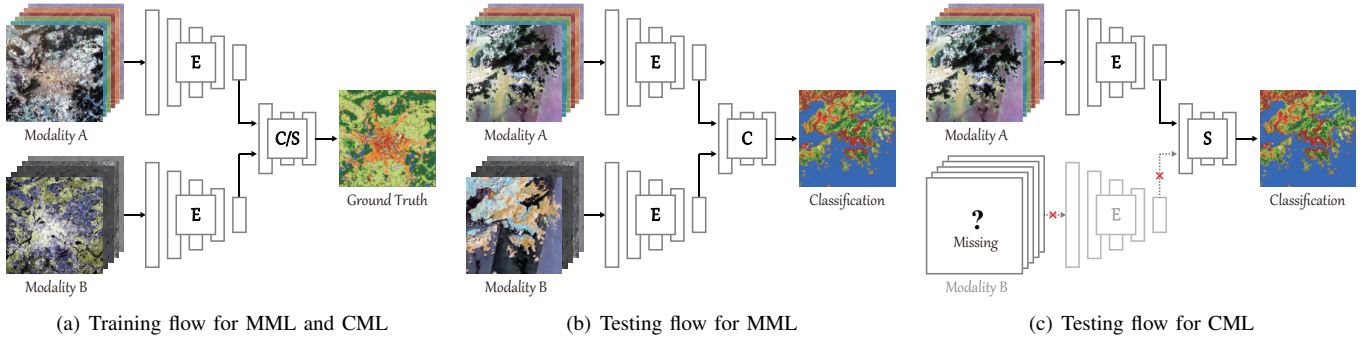 E
Modality A
C/S
Ground Truth
E
Modality B
(a) Training flow for MML and CML
E
Modality A
C
Classification
E
Modality B
(b) Testing flow for MML
E
Modality A
S
Classification
?
Missing
E
Modality B
(c) Testing flow for CML